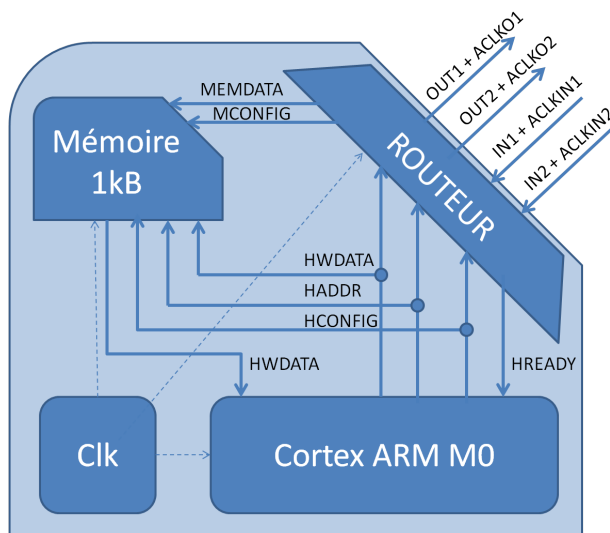 OUT1 + ACLKO1
OUT2 + ACLKO2
IN1 + ACLKIN1
IN2 + ACLKIN2
MEMDATA
MCONFIG
Mémoire
1kB
ROUTEUR
HWDATA
HADDR
HCONFIG
HWDATA
HREADY
Clk
Cortex ARM M0